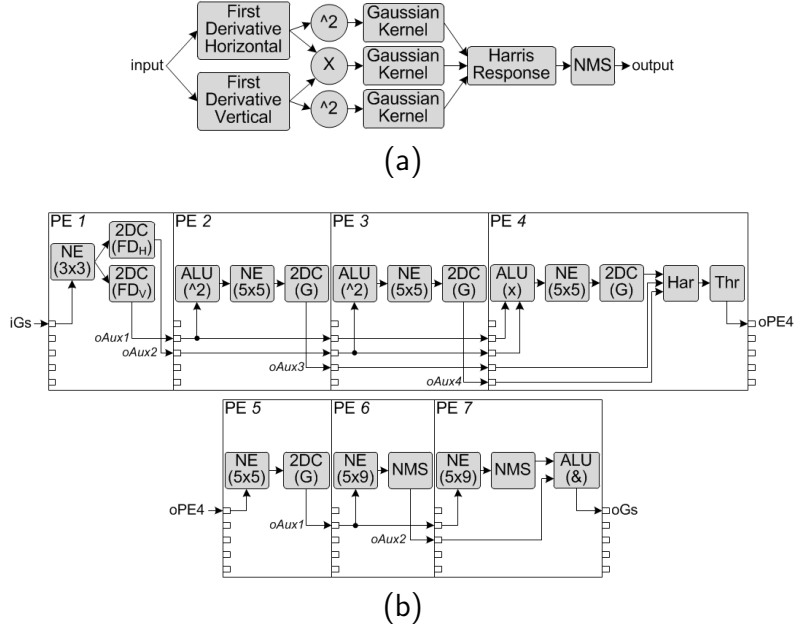 First
Derivative
Horizontal
^2
Gaussian
Kernel
input
X
Gaussian
Kernel
Harris
Response
NMS
output
First
Derivative
Vertical
^2
Gaussian
Kernel
(a)
PE 1
NE
(3x3)
2DC
(FDH)
2DC
(FDV)
iGs
oAux1
oAux2
PE 2
ALU
(^2)
NE
(5x5)
2DC
(G)
oAux3
PE 3
ALU
(^2)
NE
(5x5)
2DC
(G)
oAux4
PE 4
ALU
(x)
NE
(5x5)
2DC
(G)
Har
Thr
oPE4
PE 5
NE
(5x5)
2DC
(G)
oPE4
oAux1
PE 6
NE
(5x9)
NMS
oAux2
PE 7
NE
(5x9)
NMS
ALU
(&)
oGs
(b)